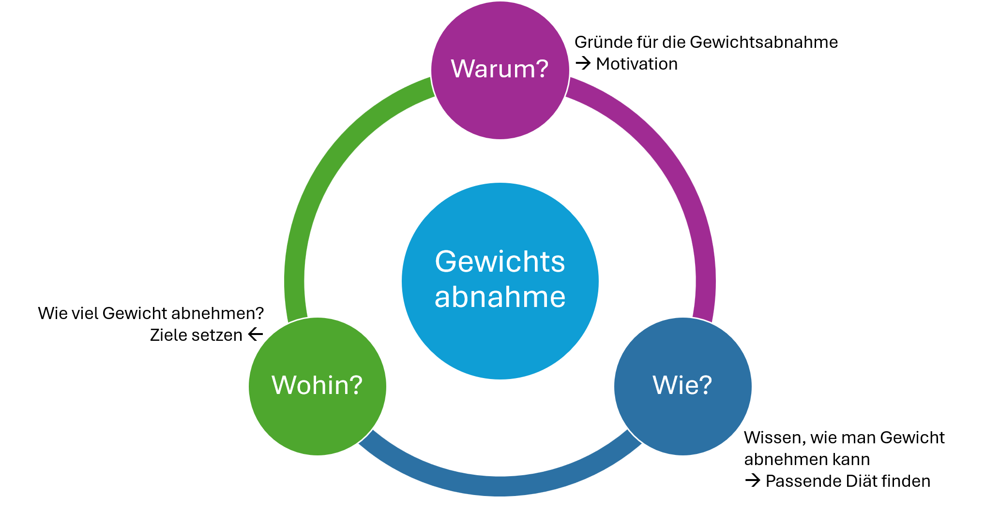 Warum?
Gründe für die Gewichtsabnahme
→ Motivation
Gewichts
abnahme
Wie viel Gewicht abnehmen?
Ziele setzen ←
Wohin?
Wie?
Wissen, wie man Gewicht
abnehmen kann
→ Passende Diät finden